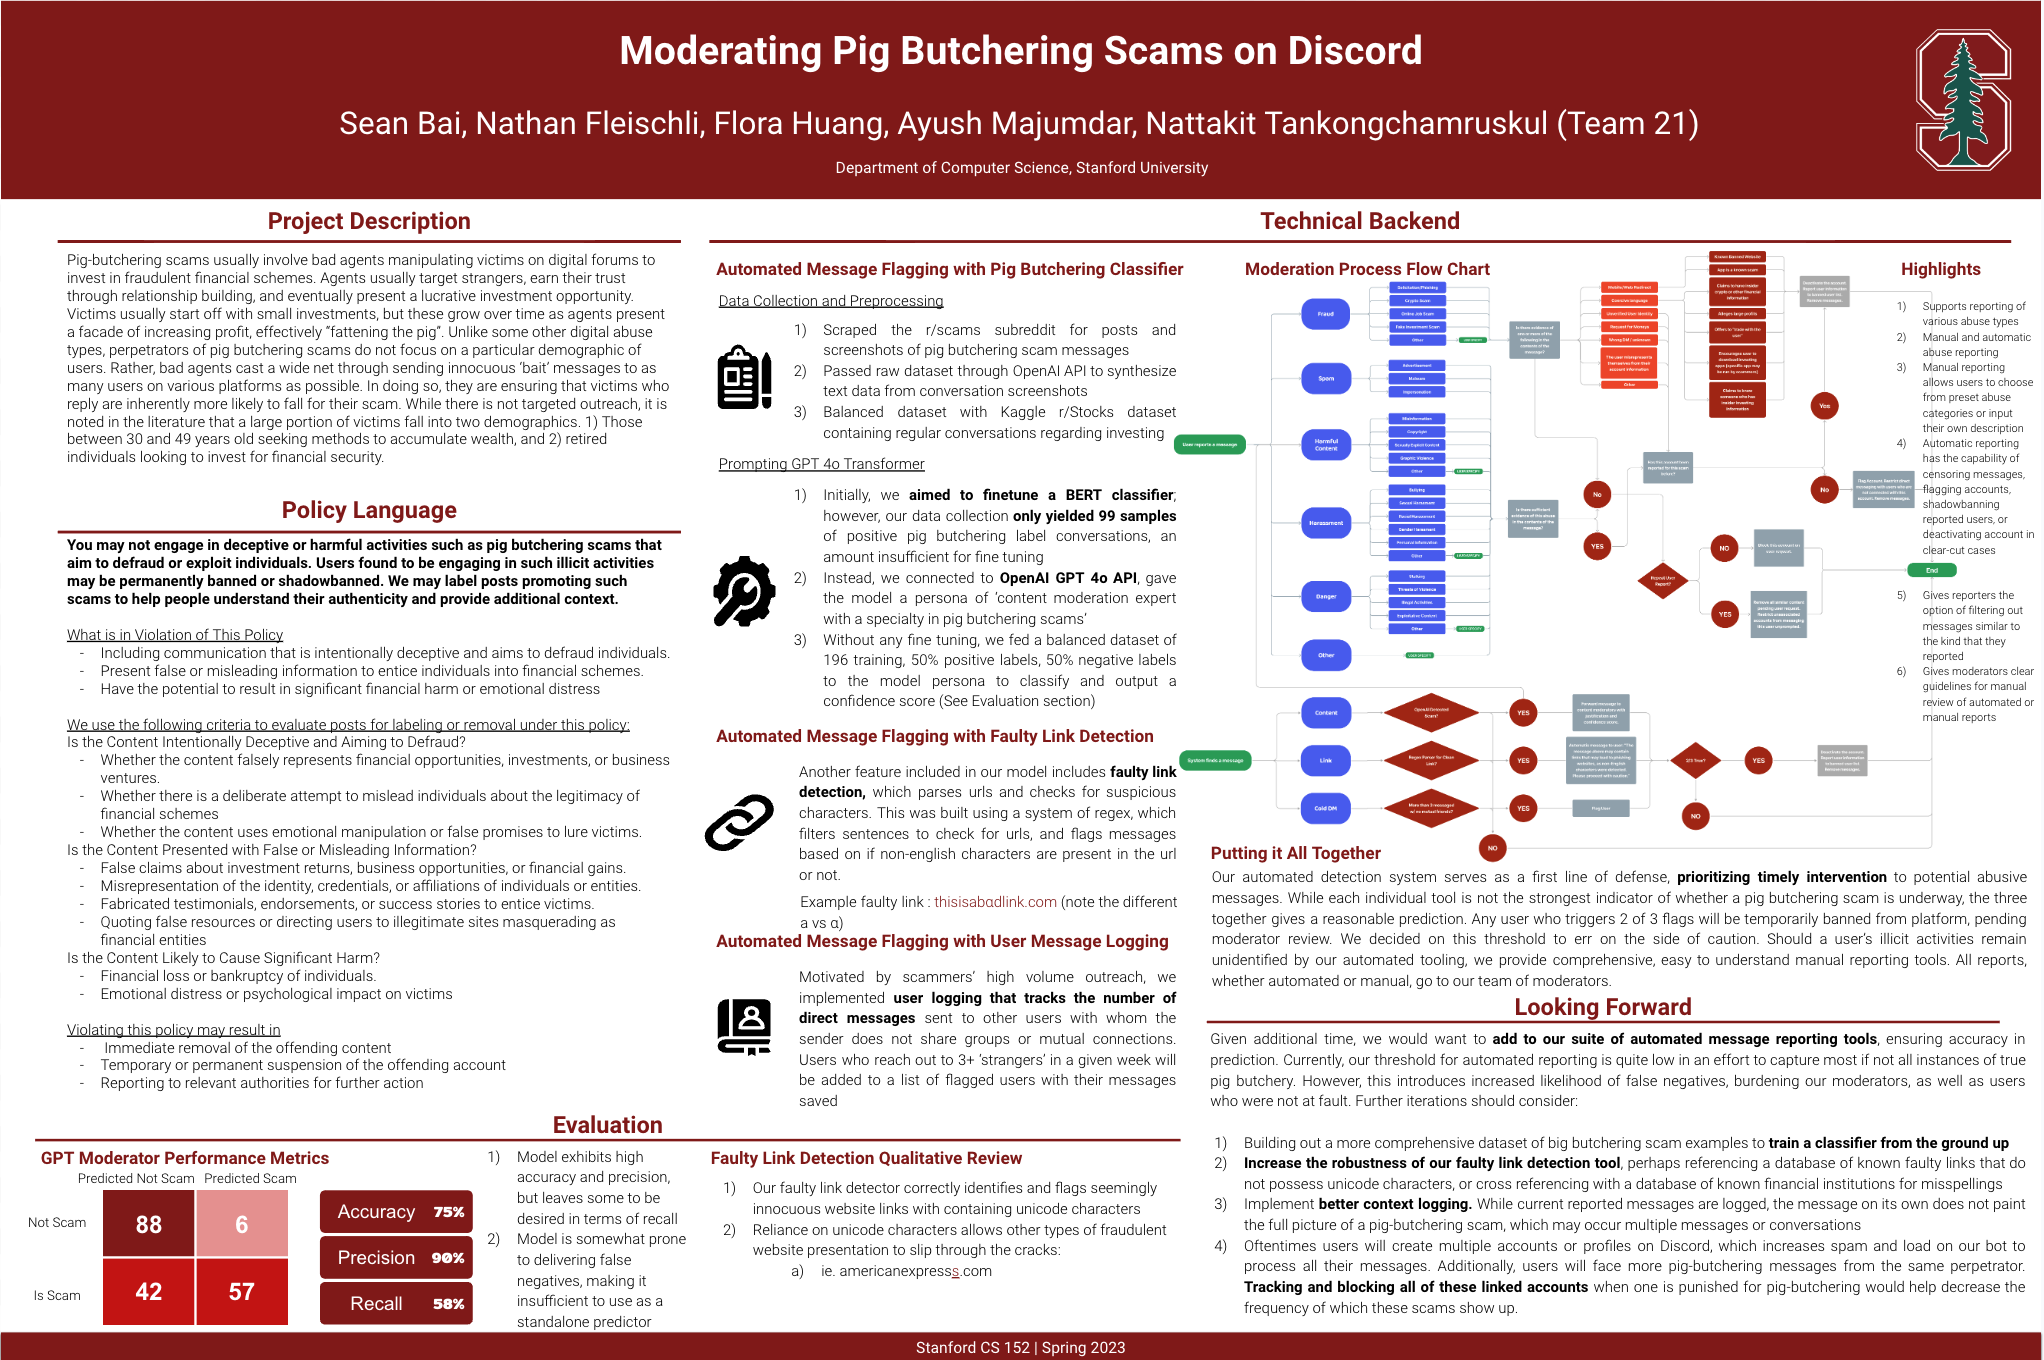 Moderating Pig Butchering Scams on Discord
Sean Bai, Nathan Fleischli, Flora Huang, Ayush Majumdar, Nattakit Tankongchamruskul (Team 21)
Department of Computer Science, Stanford University
Project Description
Pig-butchering scams usually involve bad agents manipulating victims on digital forums to
invest in fraudulent financial schemes. Agents usually target strangers, earn their trust
through relationship building, and eventually present a lucrative investment opportunity.
Victims usually start off with small investments, but these grow over time as agents present
a facade of increasing profit, effectively “fattening the pig”. Unlike some other digital abuse
types, perpetrators of pig butchering scams do not focus on a particular demographic of
users. Rather, bad agents cast a wide net through sending innocuous ‘bait’ messages to as
many users on various platforms as possible. In doing so, they are ensuring that victims who
reply are inherently more likely to fall for their scam. While there is not targeted outreach, it is
noted in the literature that a large portion of victims fall into two demographics. 1) Those
between 30 and 49 years old seeking methods to accumulate wealth, and 2) retired
individuals looking to invest for financial security.
Policy Language
You may not engage in deceptive or harmful activities such as pig butchering scams that
aim to defraud or exploit individuals. Users found to be engaging in such illicit activities
may be permanently banned or shadowbanned. We may label posts promoting such
scams to help people understand their authenticity and provide additional context.
What is in Violation of This Policy
- Including communication that is intentionally deceptive and aims to defraud individuals.
- Present false or misleading information to entice individuals into financial schemes.
- Have the potential to result in significant financial harm or emotional distress
We use the following criteria to evaluate posts for labeling or removal under this policy:
Is the Content Intentionally Deceptive and Aiming to Defraud?
- Whether the content falsely represents financial opportunities, investments, or business
ventures.
- Whether there is a deliberate attempt to mislead individuals about the legitimacy of
financial schemes
- Whether the content uses emotional manipulation or false promises to lure victims.
Is the Content Presented with False or Misleading Information?
- False claims about investment returns, business opportunities, or financial gains.
- Misrepresentation of the identity, credentials, or affiliations of individuals or entities.
- Fabricated testimonials, endorsements, or success stories to entice victims.
- Quoting false resources or directing users to illegitimate sites masquerading as
financial entities
Is the Content Likely to Cause Significant Harm?
- Financial loss or bankruptcy of individuals.
- Emotional distress or psychological impact on victims
Violating this policy may result in
- Immediate removal of the offending content
- Temporary or permanent suspension of the offending account
- Reporting to relevant authorities for further action
Technical Backend
Automated Message Flagging with Pig Butchering Classifier
Data Collection and Preprocessing
1) Scraped the r/scams subreddit for posts and
screenshots of pig butchering scam messages
2) Passed raw dataset through OpenAI API to synthesize
text data from conversation screenshots
3) Balanced dataset with Kaggle r/Stocks dataset
containing regular conversations regarding investing
Prompting GPT 4o Transformer
1) Initially, we aimed to finetune a BERT classifier;
however, our data collection only yielded 99 samples
of positive pig butchering label conversations, an
amount insufficient for fine tuning
2) Instead, we connected to OpenAI GPT 4o API, gave
the model a persona of ‘content moderation expert
with a specialty in pig butchering scams’
3) Without any fine tuning, we fed a balanced dataset of
196 training, 50% positive labels, 50% negative labels
to the model persona to classify and output a
confidence score (See Evaluation section)
Automated Message Flagging with Faulty Link Detection
Another feature included in our model includes faulty link
detection, which parses urls and checks for suspicious
characters. This was built using a system of regex, which
filters sentences to check for urls, and flags messages
based on if non-english characters are present in the url
or not.
Example faulty link : thisisabαdlink.com (note the different
a vs α)
Automated Message Flagging with User Message Logging
Motivated by scammers’ high volume outreach, we
implemented user logging that tracks the number of
direct messages sent to other users with whom the
sender does not share groups or mutual connections.
Users who reach out to 3+ ‘strangers’ in a given week will
be added to a list of flagged users with their messages
saved
Moderation Process Flow Chart
User reports a message
Fraud
Crypto Scam
Online Job Scam
Fake Investment Scam
Other
Spam
Advertisement
Malware
Impersonation
Harmful
Content
Misinformation
Copyright
Graphic Violence
Other
Harassment
Bullying
Sexual Harassment
Racial Harassment
Gender Harassment
Personal Information
Other
Danger
Stalking
Threats of Violence
Illegal Activities
Exploitative Content
Other
Other
No
YES
Yes
No
NO
YES
End
System finds a message
Content
OpenAI Detected
Scam?
YES
Link
Regex Parser for Clean
Link?
YES
2/3 True?
YES
Cold DM
More than 3 messages
w/ no mutual friends?
YES
NO
NO
Highlights
1) Supports reporting of
various abuse types
2) Manual and automatic
abuse reporting
3) Manual reporting
allows users to choose
from preset abuse
categories or input
their own description
4) Automatic reporting
has the capability of
censoring messages,
flagging accounts,
shadowbanning
reported users, or
deactivating account in
clear-cut cases
5) Gives reporters the
option of filtering out
messages similar to
the kind that they
reported
6) Gives moderators clear
guidelines for manual
review of automated or
manual reports
Putting it All Together
Our automated detection system serves as a first line of defense, prioritizing timely intervention to potential abusive
messages. While each individual tool is not the strongest indicator of whether a pig butchering scam is underway, the three
together gives a reasonable prediction. Any user who triggers 2 of 3 flags will be temporarily banned from platform, pending
moderator review. We decided on this threshold to err on the side of caution. Should a user’s illicit activities remain
unidentified by our automated tooling, we provide comprehensive, easy to understand manual reporting tools. All reports,
whether automated or manual, go to our team of moderators.
Looking Forward
Given additional time, we would want to add to our suite of automated message reporting tools, ensuring accuracy in
prediction. Currently, our threshold for automated reporting is quite low in an effort to capture most if not all instances of true
pig butchery. However, this introduces increased likelihood of false negatives, burdening our moderators, as well as users
who were not at fault. Further iterations should consider:
1) Building out a more comprehensive dataset of big butchering scam examples to train a classifier from the ground up
2) Increase the robustness of our faulty link detection tool, perhaps referencing a database of known faulty links that do
not possess unicode characters, or cross referencing with a database of known financial institutions for misspellings
3) Implement better context logging. While current reported messages are logged, the message on its own does not paint
the full picture of a pig-butchering scam, which may occur multiple messages or conversations
4) Oftentimes users will create multiple accounts or profiles on Discord, which increases spam and load on our bot to
process all their messages. Additionally, users will face more pig-butchering messages from the same perpetrator.
Tracking and blocking all of these linked accounts when one is punished for pig-butchering would help decrease the
frequency of which these scams show up.
Evaluation
GPT Moderator Performance Metrics
Predicted Not Scam Predicted Scam
Not Scam 88 6
Is Scam 42 57
Accuracy 75%
Precision 90%
Recall 58%
1) Model exhibits high
accuracy and precision,
but leaves some to be
desired in terms of recall
2) Model is somewhat prone
to delivering false
negatives, making it
insufficient to use as a
standalone predictor
Faulty Link Detection Qualitative Review
1) Our faulty link detector correctly identifies and flags seemingly
innocuous website links with containing unicode characters
2) Reliance on unicode characters allows other types of fraudulent
website presentation to slip through the cracks:
a) ie. americanexpresss.com
Stanford CS 152 | Spring 2023